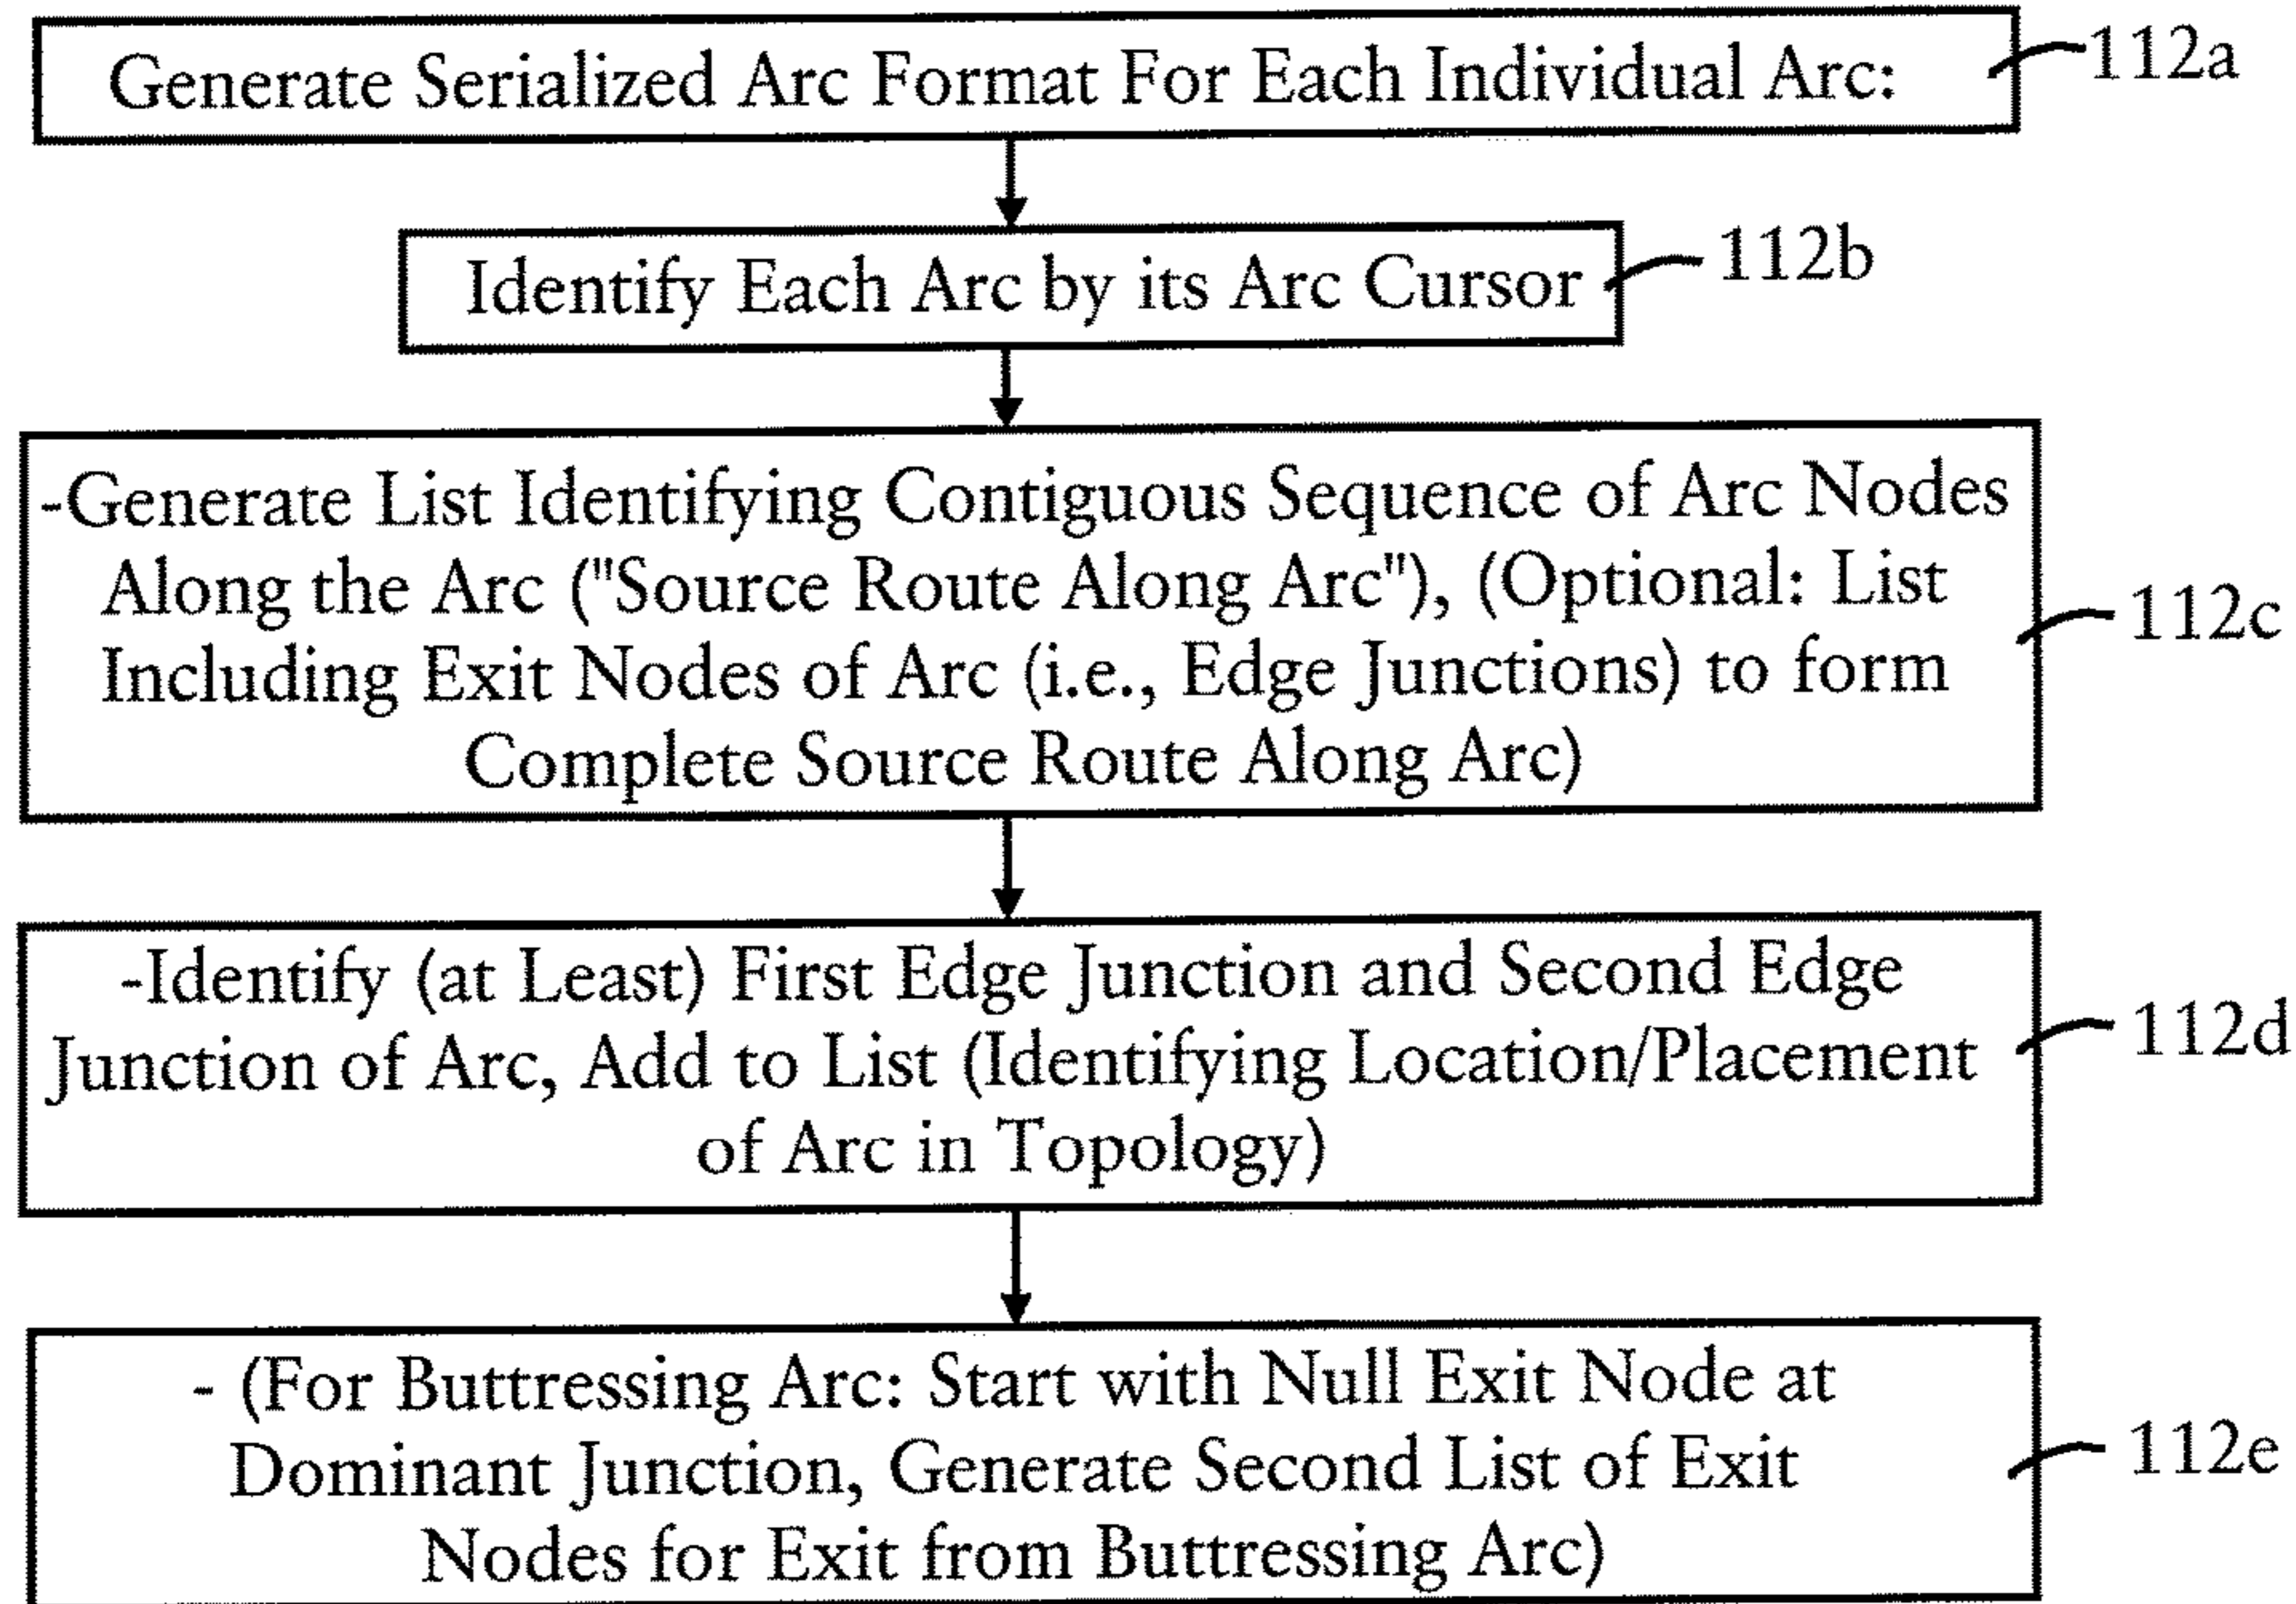 Generate Serialized Arc Format For Each Individual Arc:
112a
Identify Each Arc by its Arc Cursor
112b
-Generate List Identifying Contiguous Sequence of Arc Nodes
Along the Arc ("Source Route Along Arc"), (Optional: List
Including Exit Nodes of Arc (i.e., Edge Junctions) to form
Complete Source Route Along Arc)
112c
-Identify (at Least) First Edge Junction and Second Edge
Junction of Arc, Add to List (Identifying Location/Placement
of Arc in Topology)
112d
- (For Buttressing Arc: Start with Null Exit Node at
Dominant Junction, Generate Second List of Exit
Nodes for Exit from Buttressing Arc)
112e